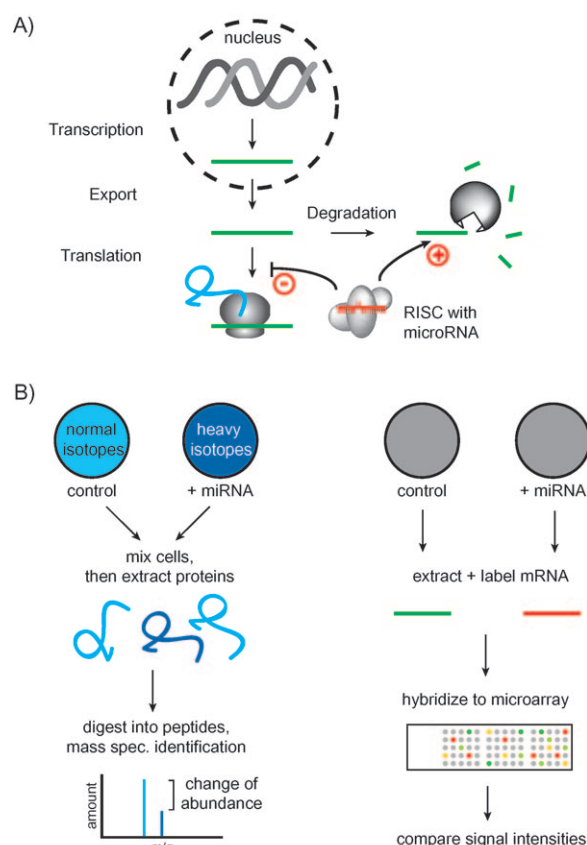 A)
nucleus
Transcription
Export
Degradation
Translation
+
-
RISC with
microRNA
B)
normal
isotopes
heavy
isotopes
control
+ miRNA
control
+ miRNA
mix cells,
then extract proteins
extract + label mRNA
hybridize to microarray
digest into peptides,
mass spec. identification
amount
change of
abundance
compare signal intensities